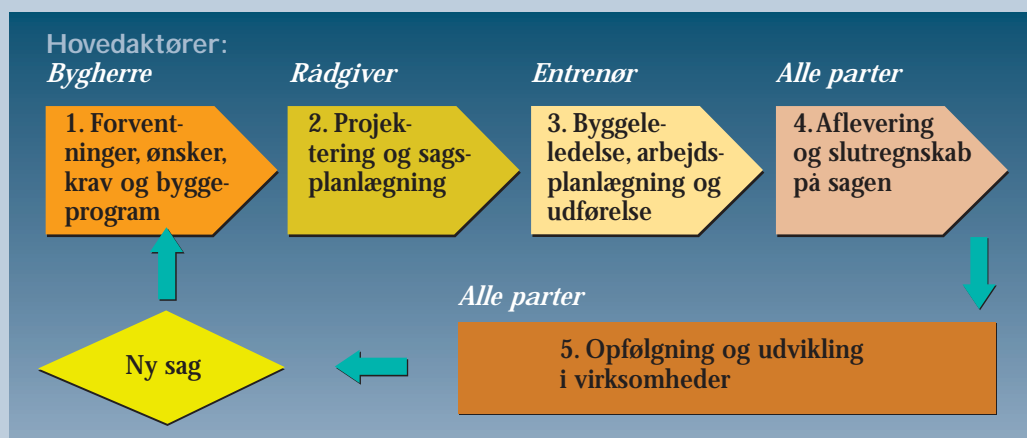 Hovedaktører:
Bygherre
Rådgiver
Entrenør
Alle parter
1. Forvent-
ninger, ønsker,
krav og bygge-
program
2. Projek-
tering og sags-
planlægning
3. Byggele-
ledelse, arbejds-
planlægning og
udførelse
4. Aflevering
og slutregnskab
på sagen
Alle parter
5. Opfølgning og udvikling
i virksomheder
Ny sag